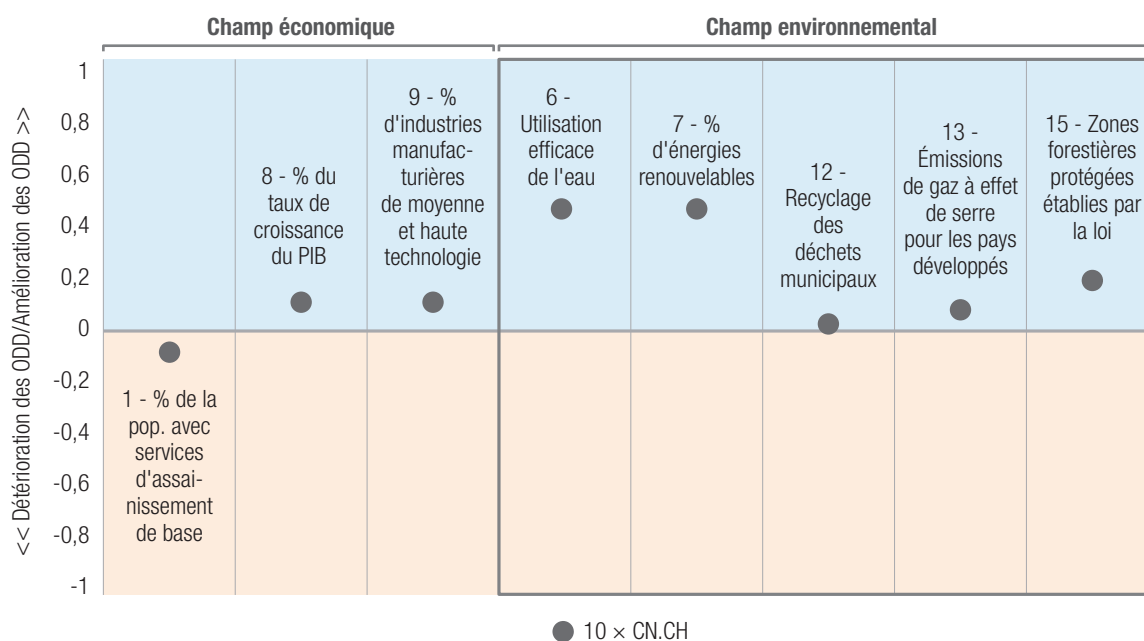 Champ économique
Champ environnemental
<< Détérioration des ODD/Amélioration des ODD >>
1
0,8
0,6
0,4
0,2
0
-0,2
-0,4
-0,6
-0,8
-1
1 - % de la
pop. avec
services
d'assai-
nissement
de base
8 - % du
taux de
croissance
du PIB
9 - %
d'industries
manufac-
turières
de moyenne
et haute
technologie
6 -
Utilisation
efficace
de l'eau
7 - %
d'énergies
renouvelables
12 -
Recyclage
des
déchets
municipaux
13 -
Émissions
de gaz à effet
de serre
pour les pays
développés
15 - Zones
forestières
protégées
établies par
la loi
10 × CN.CH